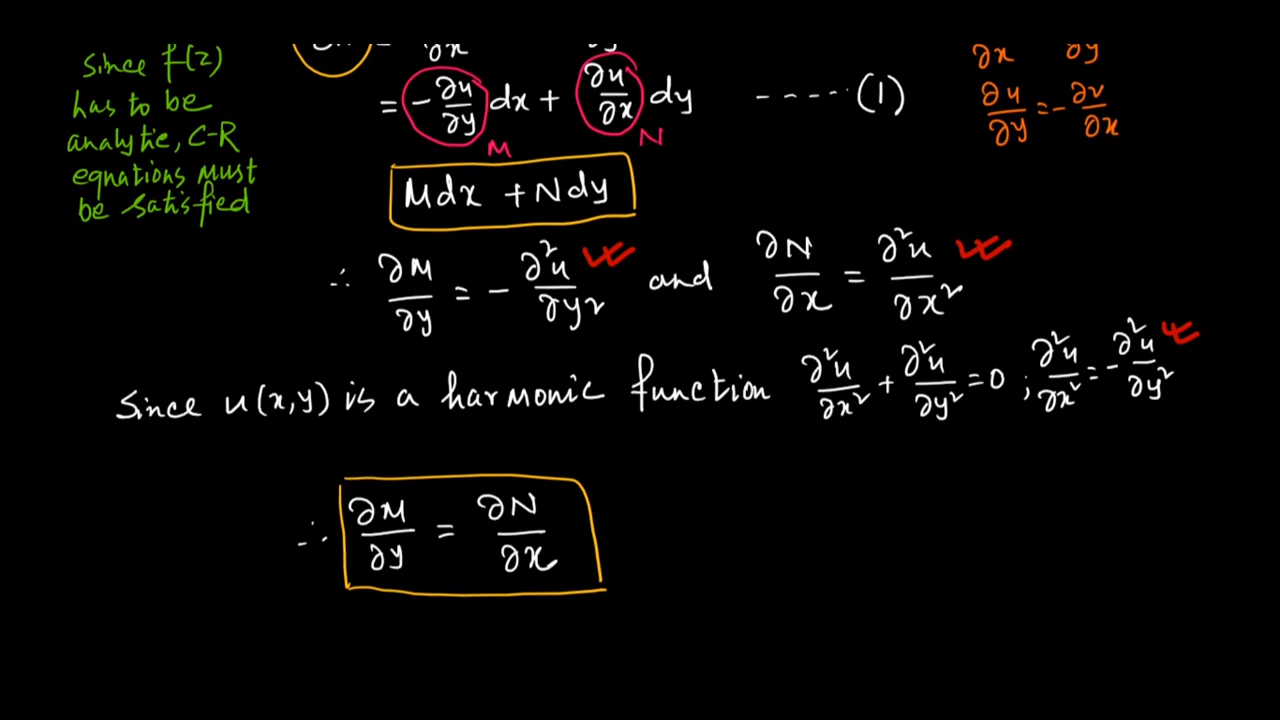 ∂x ∂y
Since f(z)
has to be
analytic, C-R
equations must
be satisfied
= -∂u/∂y dx + ∂u/∂x dy ----- (1)
M N
∂u/∂y = -∂v/∂x
Mdx + Ndy
∴ ∂M/∂y = - ∂²u/∂y² and ∂N/∂x = ∂²u/∂x²
Since u(x,y) is a harmonic function ∂²u/∂x² + ∂²u/∂y² = 0 ; ∂²u/∂x² = -∂²u/∂y²
∴ ∂M/∂y = ∂N/∂x